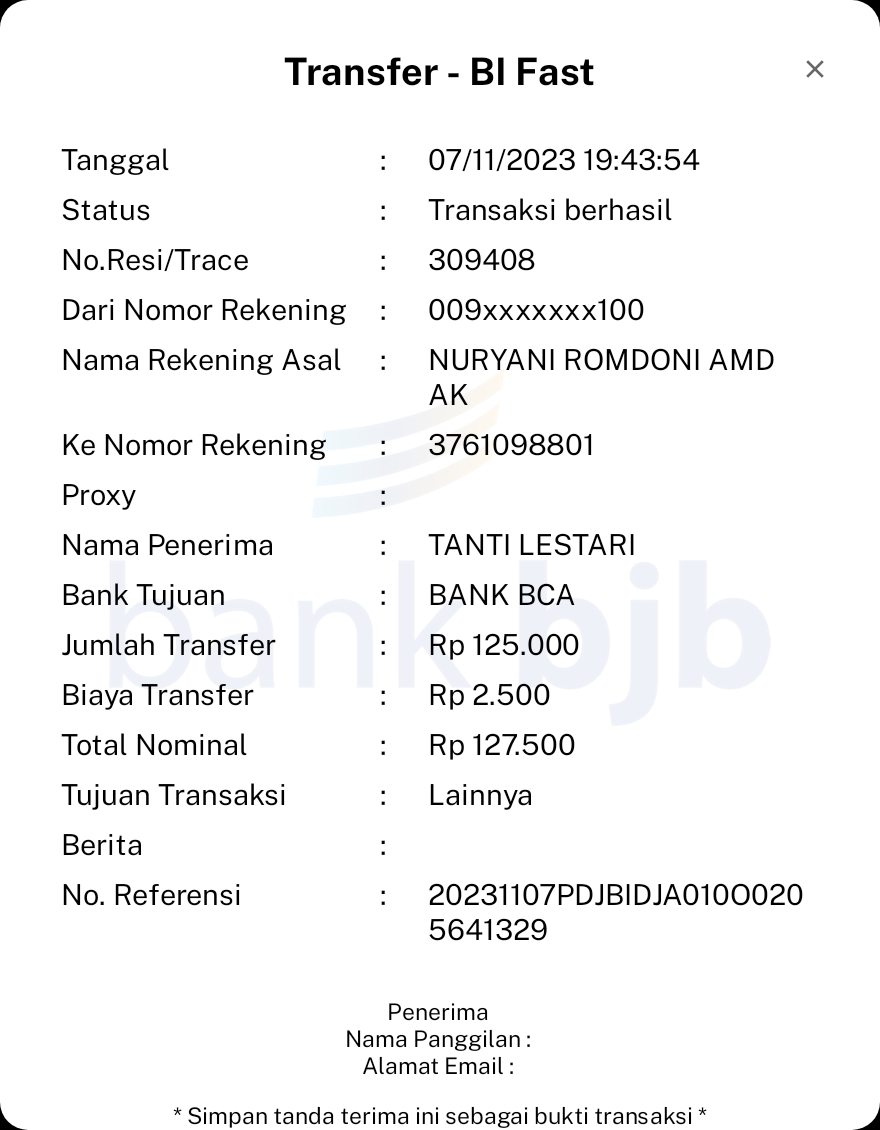 Transfer - BI Fast ×
Tanggal : 07/11/2023 19:43:54
Status : Transaksi berhasil
No.Resi/Trace : 309408
Dari Nomor Rekening : 009xxxxxxx100
Nama Rekening Asal : NURYANI ROMDONI AMD
AK
Ke Nomor Rekening : 3761098801
Proxy :
Nama Penerima : TANTI LESTARI
Bank Tujuan : BANK BCA
Jumlah Transfer : Rp 125.000
Biaya Transfer : Rp 2.500
Total Nominal : Rp 127.500
Tujuan Transaksi : Lainnya
Berita :
No. Referensi : 20231107PDJBIDJA010O020
5641329
bank bjb
Penerima
Nama Panggilan :
Alamat Email :
* Simpan tanda terima ini sebagai bukti transaksi *